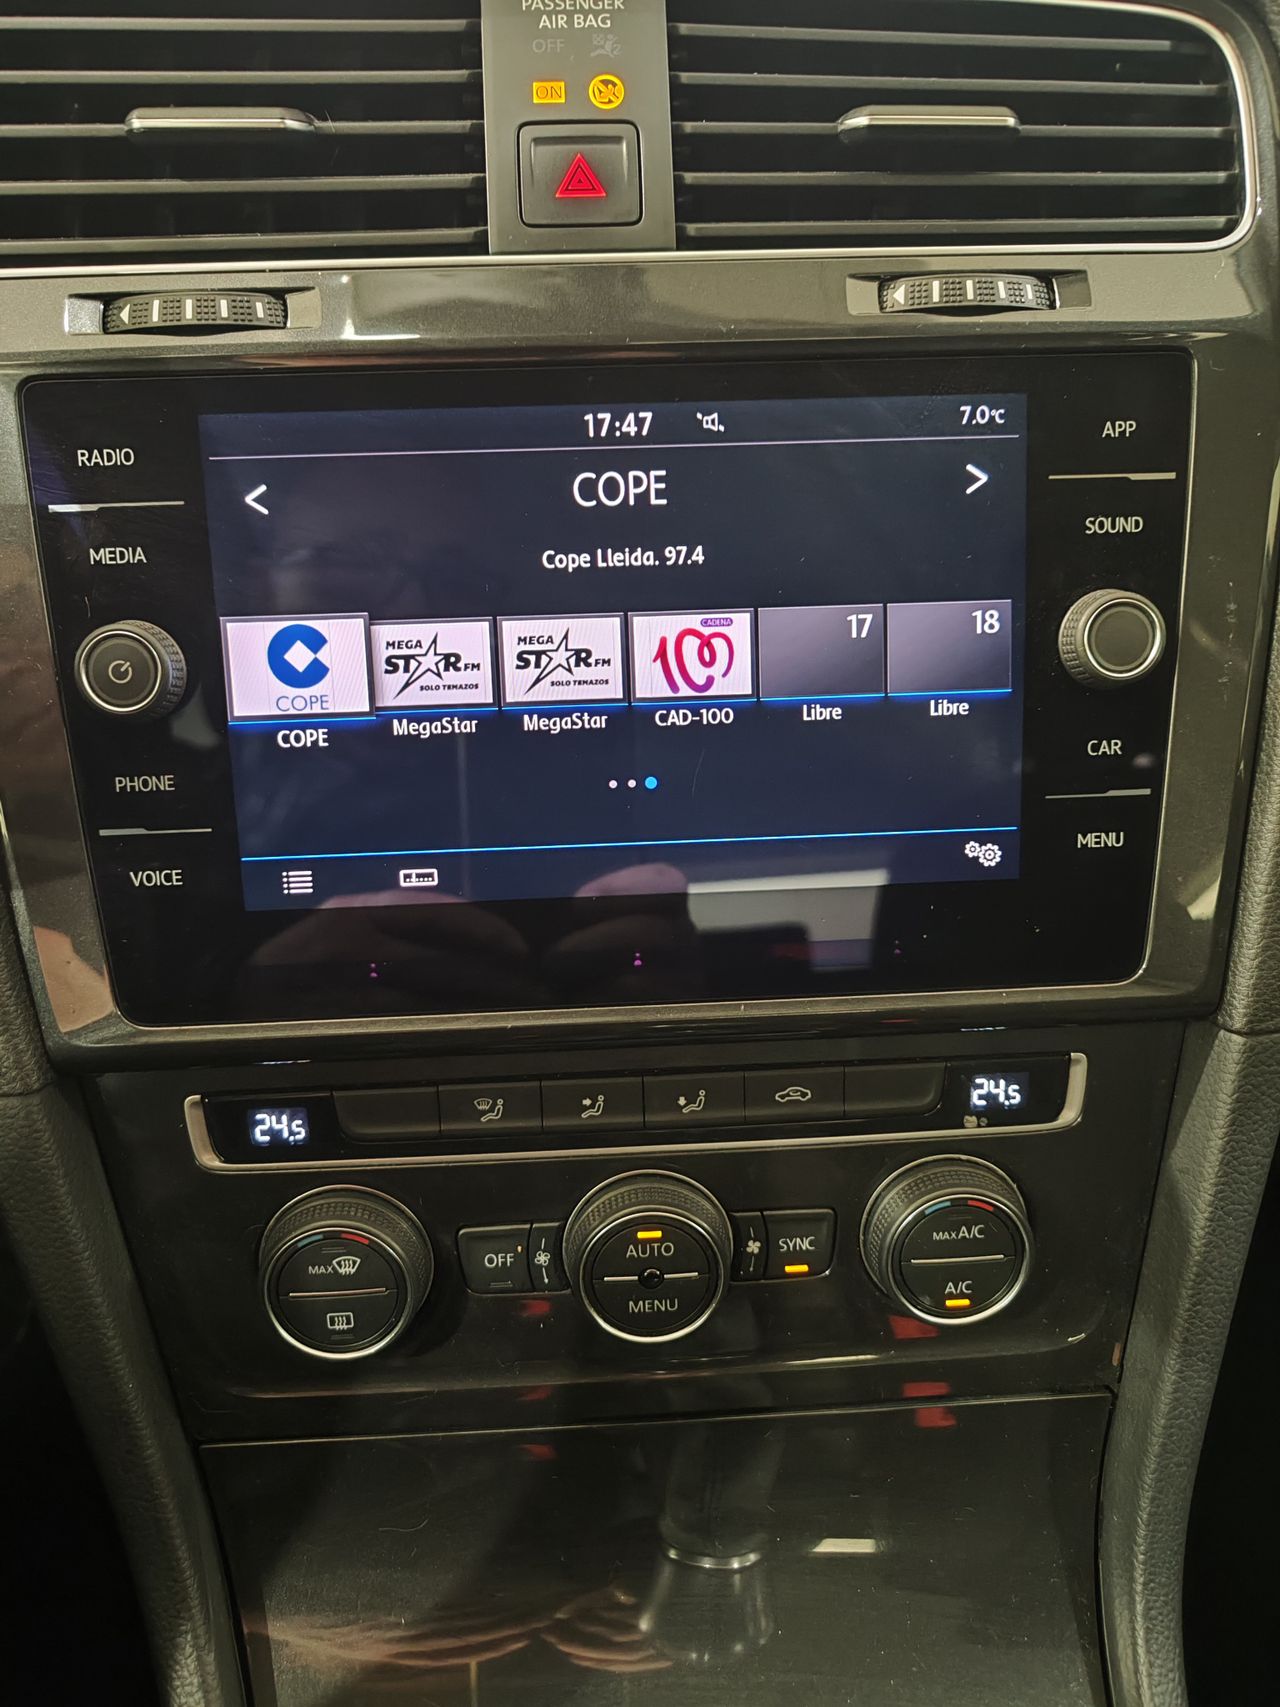 PASSENGER
AIR BAG
OFF
ON
RADIO
MEDIA
PHONE
VOICE
17:47
7.0°C
COPE
Cope Lleida. 97.4
COPE
COPE
MEGA
STAR FM
SOLO TEMAZOS
MegaStar
MEGA
STAR FM
SOLO TEMAZOS
MegaStar
CADENA
100
CAD-100
17
Libre
18
Libre
APP
SOUND
CAR
MENU
24.5
24.5
MAX
OFF
AUTO
MENU
SYNC
MAX A/C
A/C